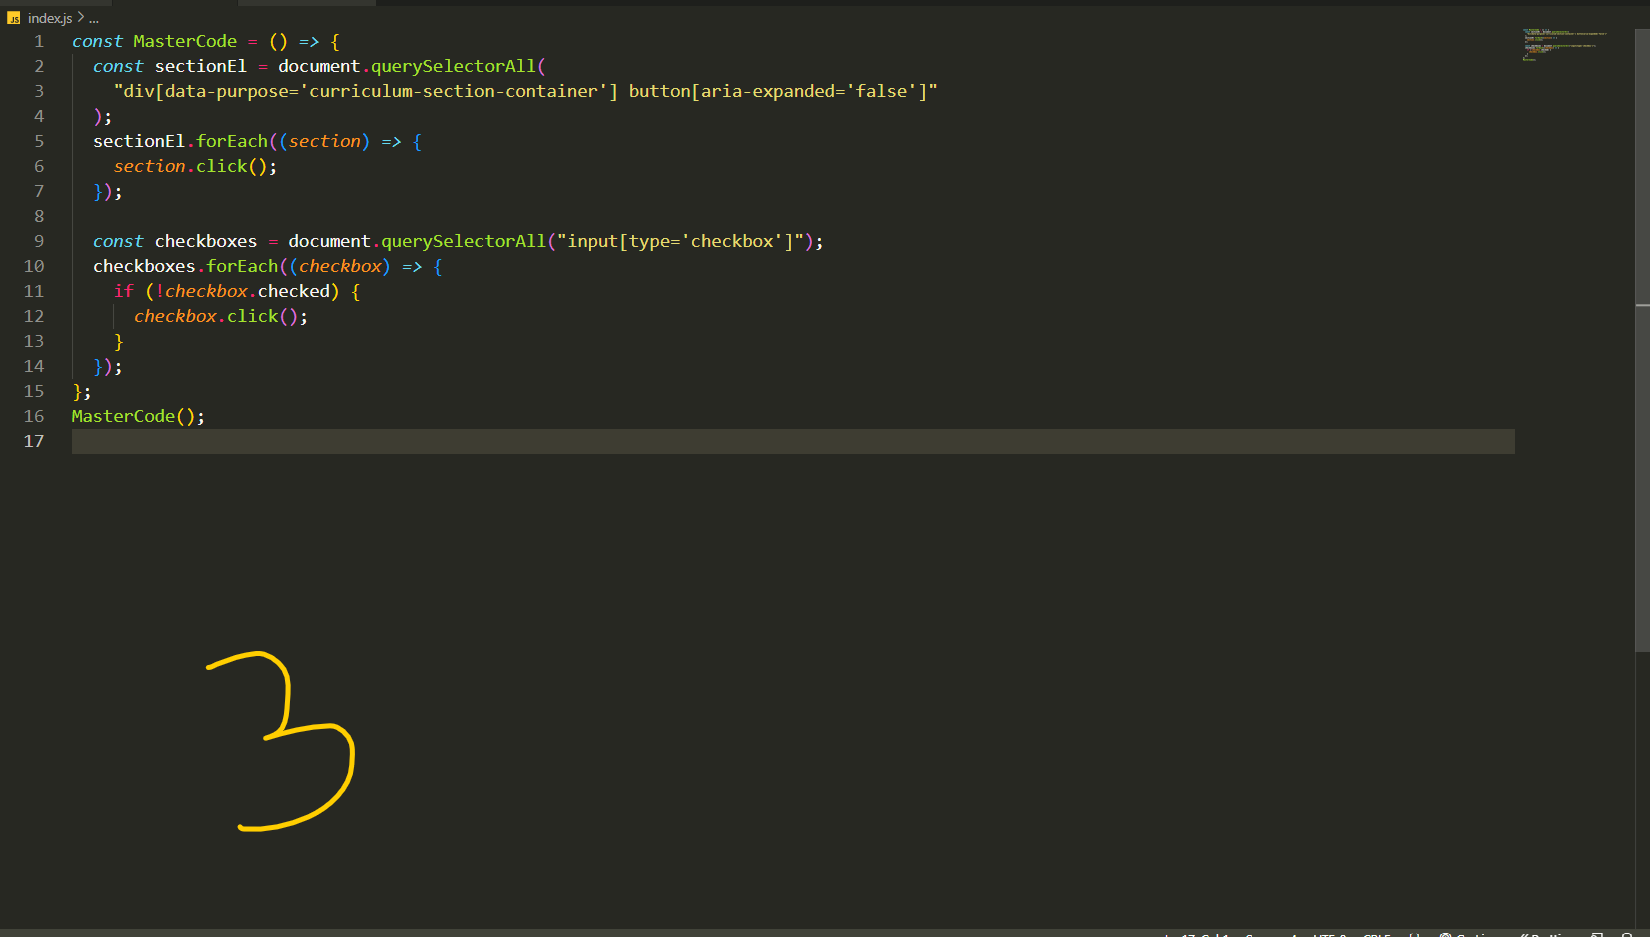 JS index.js > ...
1 const MasterCode = () => {
2 const sectionEl = document.querySelectorAll(
3 "div[data-purpose='curriculum-section-container'] button[aria-expanded='false']"
4 );
5 sectionEl.forEach((section) => {
6 section.click();
7 });
8
9 const checkboxes = document.querySelectorAll("input[type='checkbox']");
10 checkboxes.forEach((checkbox) => {
11 if (!checkbox.checked) {
12 checkbox.click();
13 }
14 });
15 };
16 MasterCode();
17
3